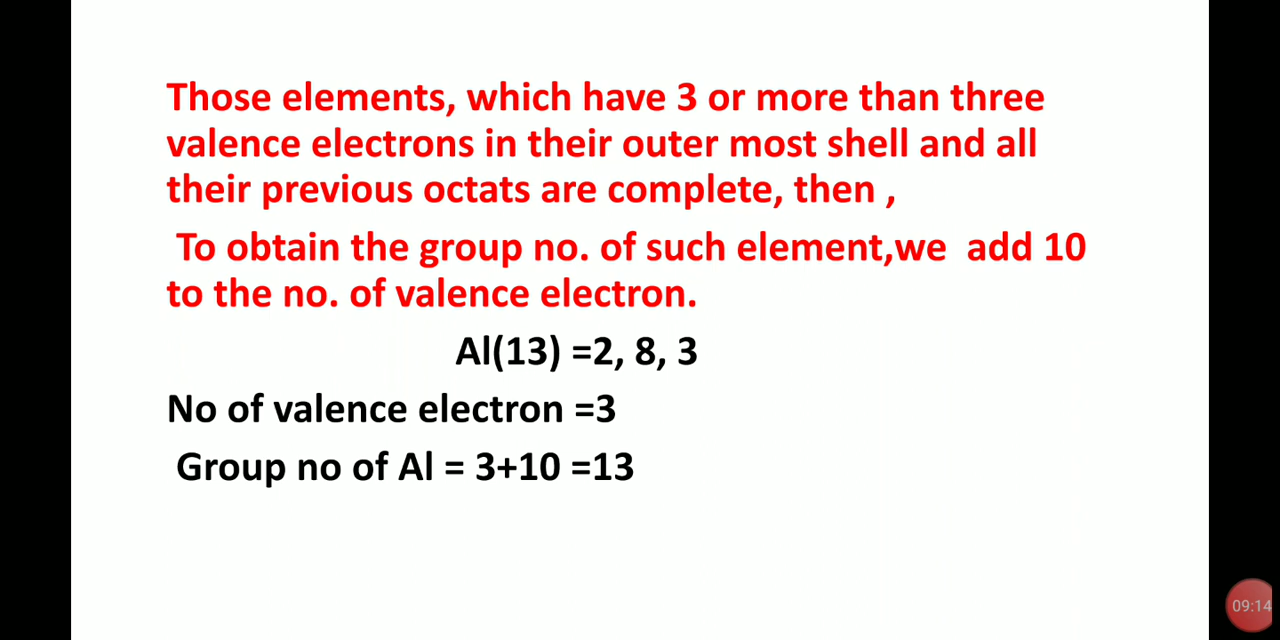 Those elements, which have 3 or more than three
valence electrons in their outer most shell and all
their previous octats are complete, then ,
To obtain the group no. of such element,we  add 10
to the no. of valence electron.
Al(13) =2, 8, 3
No of valence electron =3
Group no of Al = 3+10 =13
09:14